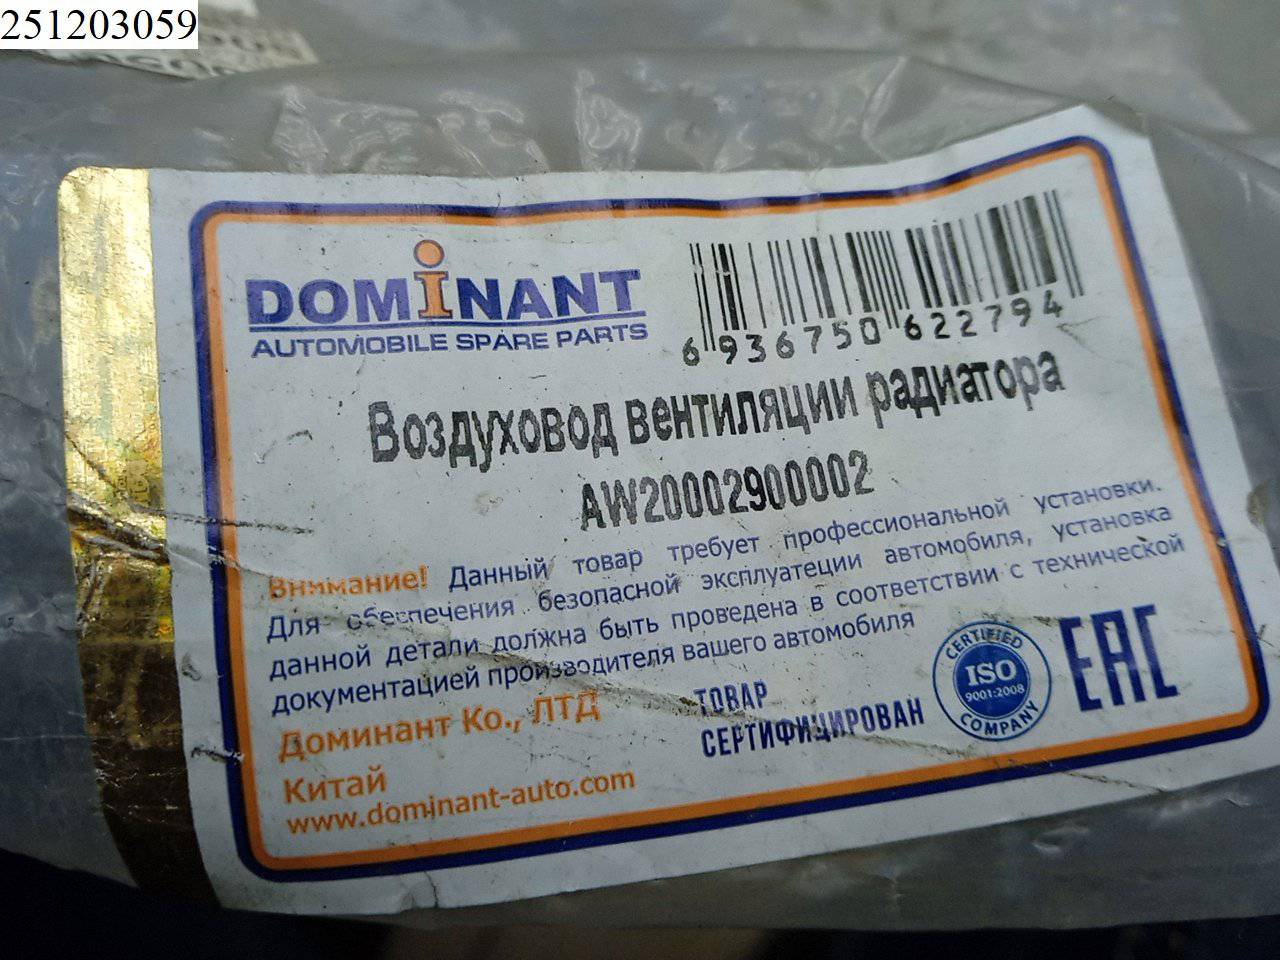 251203059
DOMiNANT
AUTOMOBILE SPARE PARTS
6 936750 622794
Воздуховод вентиляции радиатора
AW20002900002
Внимание! Данный товар требует профессиональной установки.
Для обеспечения безопасной эксплуатеции автомобиля, установка
данной детали должна быть проведена в соответствии с технической
документацией производителя вашего автомобиля
Доминант Ко., ЛТД
Китай
www.dominant-auto.com
ТОВАР
СЕРТИФИЦИРОВАН
CERTIFIED
ISO
9001:2008
COMPANY
EAC